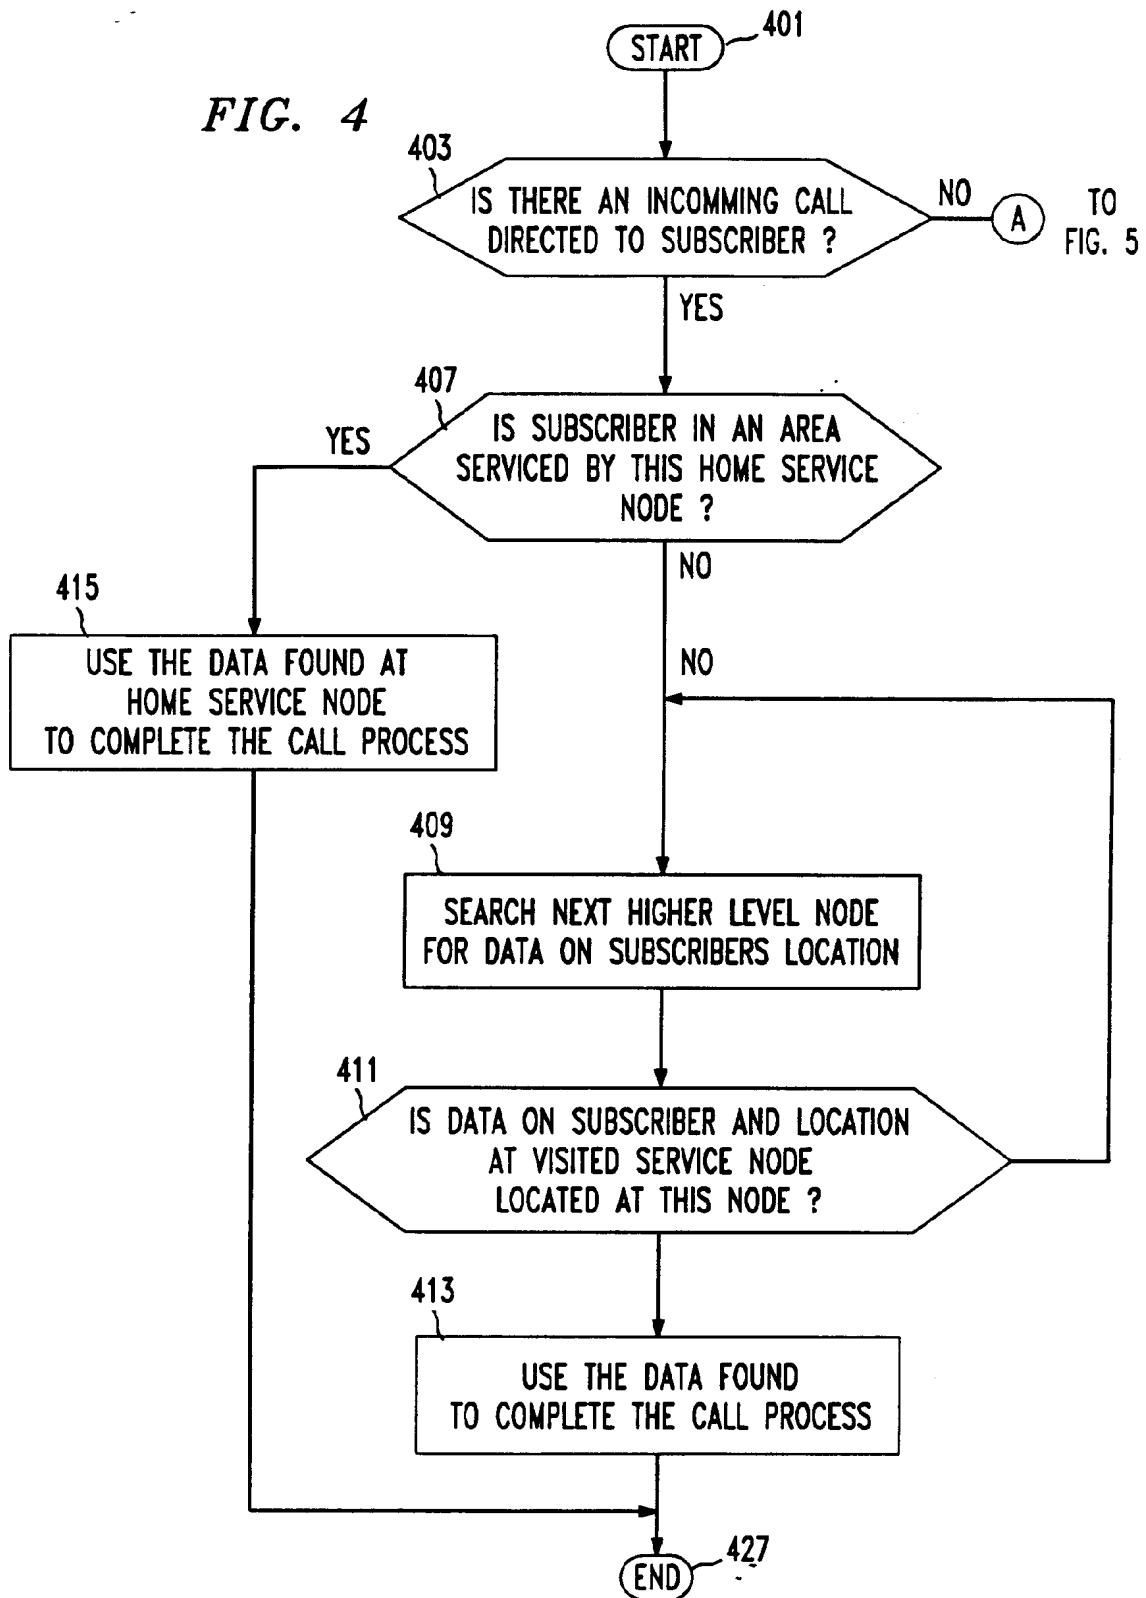 START
401
FIG. 4
403
IS THERE AN INCOMMING CALL
DIRECTED TO SUBSCRIBER ?
NO
A
TO
FIG. 5
YES
407
IS SUBSCRIBER IN AN AREA
SERVICED BY THIS HOME SERVICE
NODE ?
YES
NO
415
USE THE DATA FOUND AT
HOME SERVICE NODE
TO COMPLETE THE CALL PROCESS
NO
409
SEARCH NEXT HIGHER LEVEL NODE
FOR DATA ON SUBSCRIBERS LOCATION
411
IS DATA ON SUBSCRIBER AND LOCATION
AT VISITED SERVICE NODE
LOCATED AT THIS NODE ?
413
USE THE DATA FOUND
TO COMPLETE THE CALL PROCESS
END
427